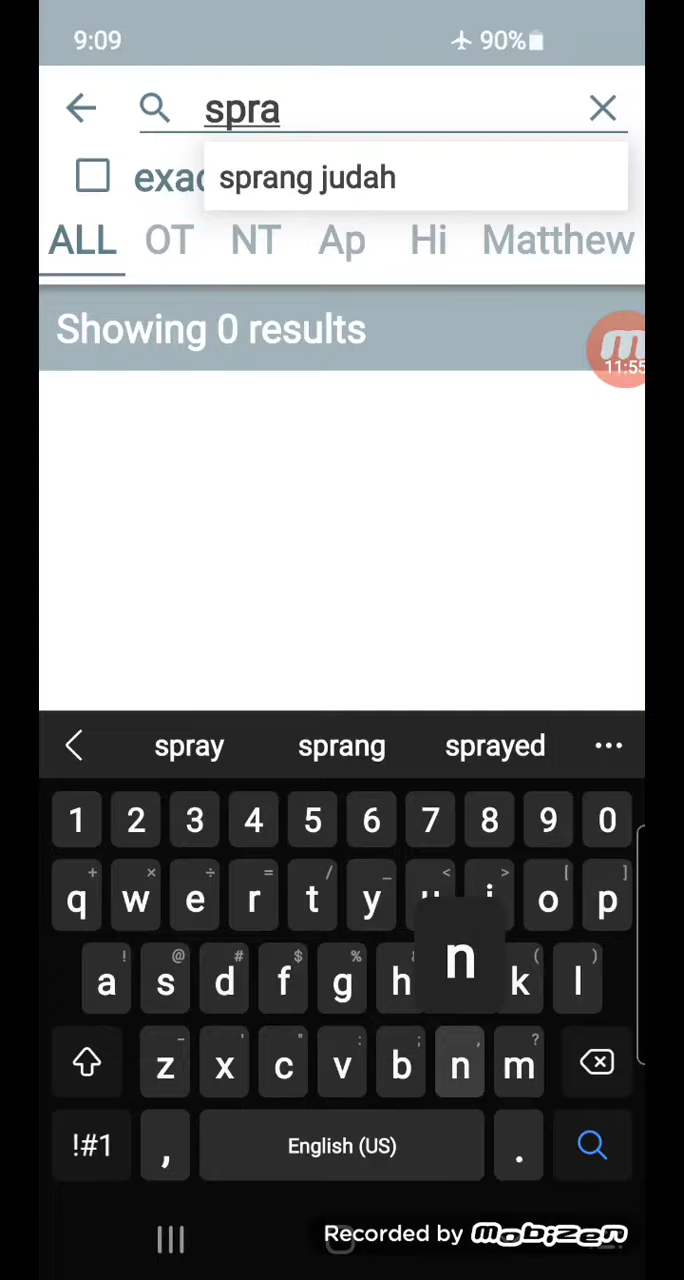 9:09 90%
spra
exac
sprang judah
ALL OT NT Ap Hi Matthew
Showing 0 results
11:55
spray sprang sprayed ...
1 2 3 4 5 6 7 8 9 0
+ × ÷ = / _ < > [ ]
q w e r t y u i o p
! @ # $ % ( )
a s d f g h n k l
- ' " : ; , ?
z x c v b n m
!#1 , English (US) .
Recorded by mobizen